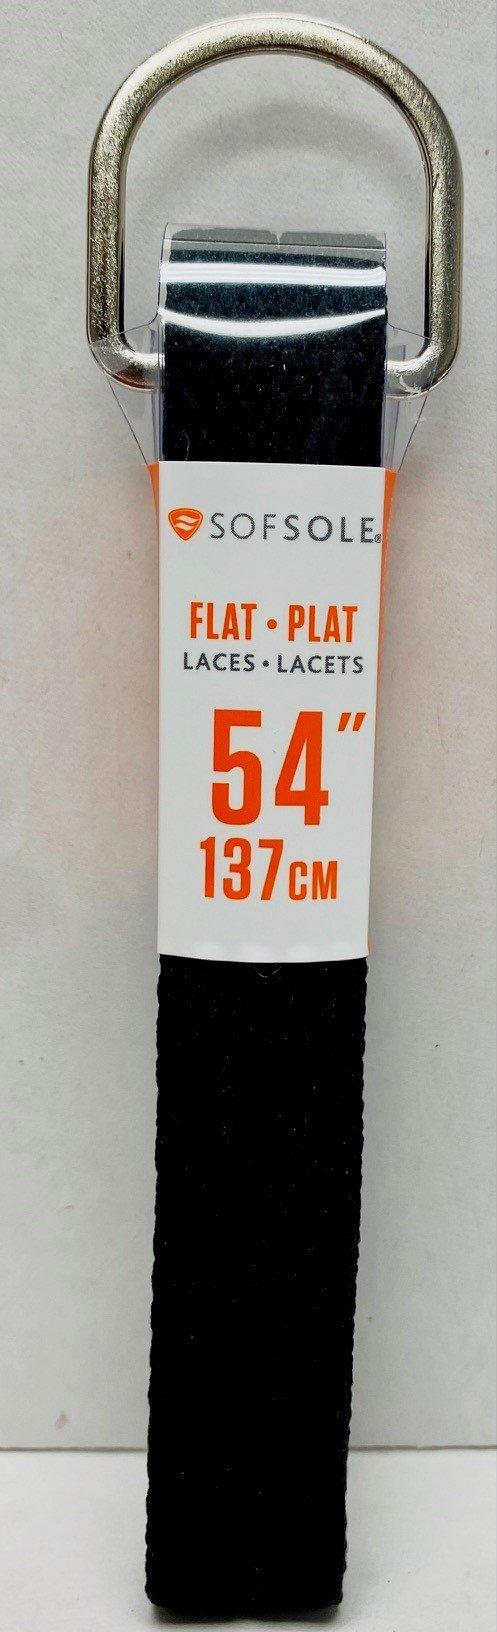 SOFSOLE®
FLAT • PLAT
LACES • LACETS
54"
137CM